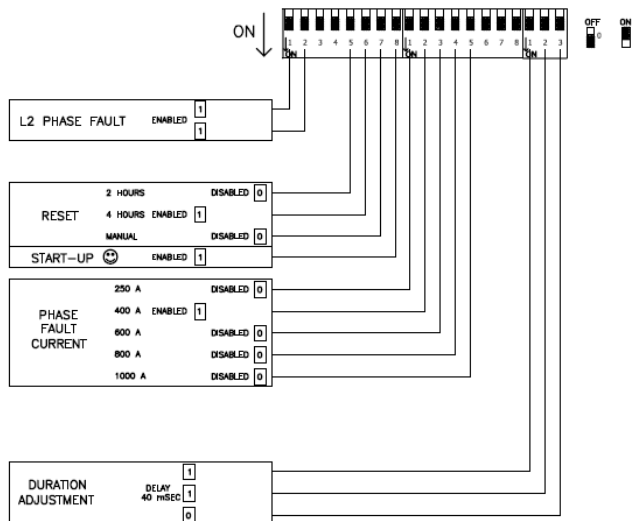 ON
OFF
0
ON
1 2 3 4 5 6 7 8 1 2 3 4 5 6 7 8 1 2 3
ON ON ON
L2 PHASE FAULT ENABLED 1
1
RESET
2 HOURS DISABLED 0
4 HOURS ENABLED 1
MANUAL DISABLED 0
START-UP ENABLED 1
PHASE
FAULT
CURRENT
250 A DISABLED 0
400 A ENABLED 1
600 A DISABLED 0
800 A DISABLED 0
1000 A DISABLED 0
DURATION
ADJUSTMENT
DELAY
40 mSEC
1
1
0